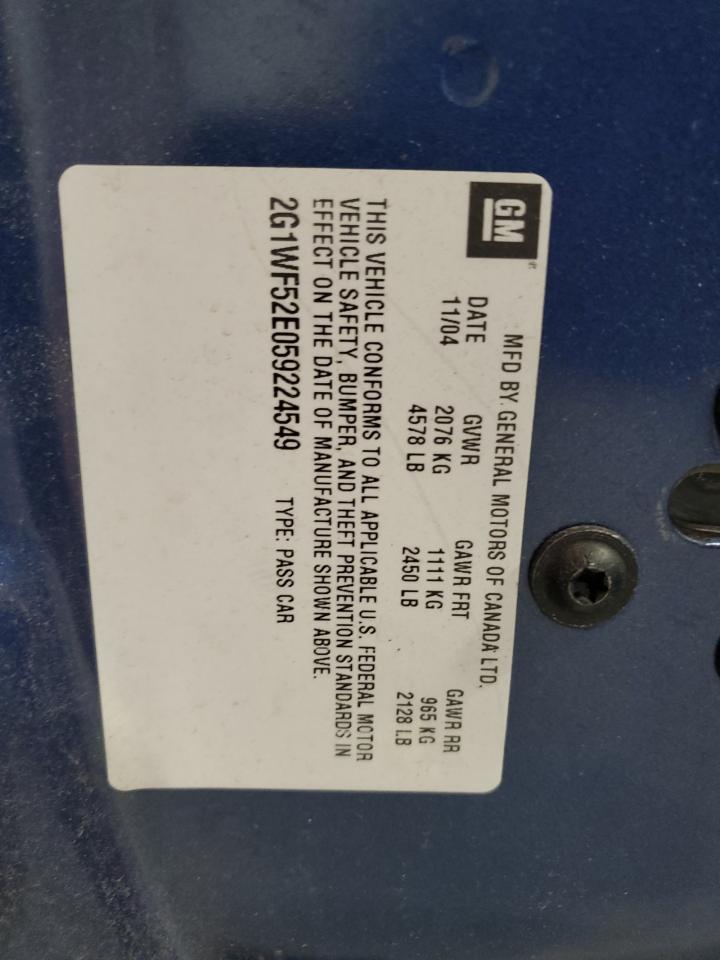 GM
MFD BY GENERAL MOTORS OF CANADA LTD.
DATE GVWR GAWR FRT GAWR RR
11/04 2076 KG 1111 KG 965 KG
4578 LB 2450 LB 2128 LB
THIS VEHICLE CONFORMS TO ALL APPLICABLE U.S. FEDERAL MOTOR
VEHICLE SAFETY, BUMPER, AND THEFT PREVENTION STANDARDS IN
EFFECT ON THE DATE OF MANUFACTURE SHOWN ABOVE.
2G1WF52E059224549 TYPE: PASS CAR